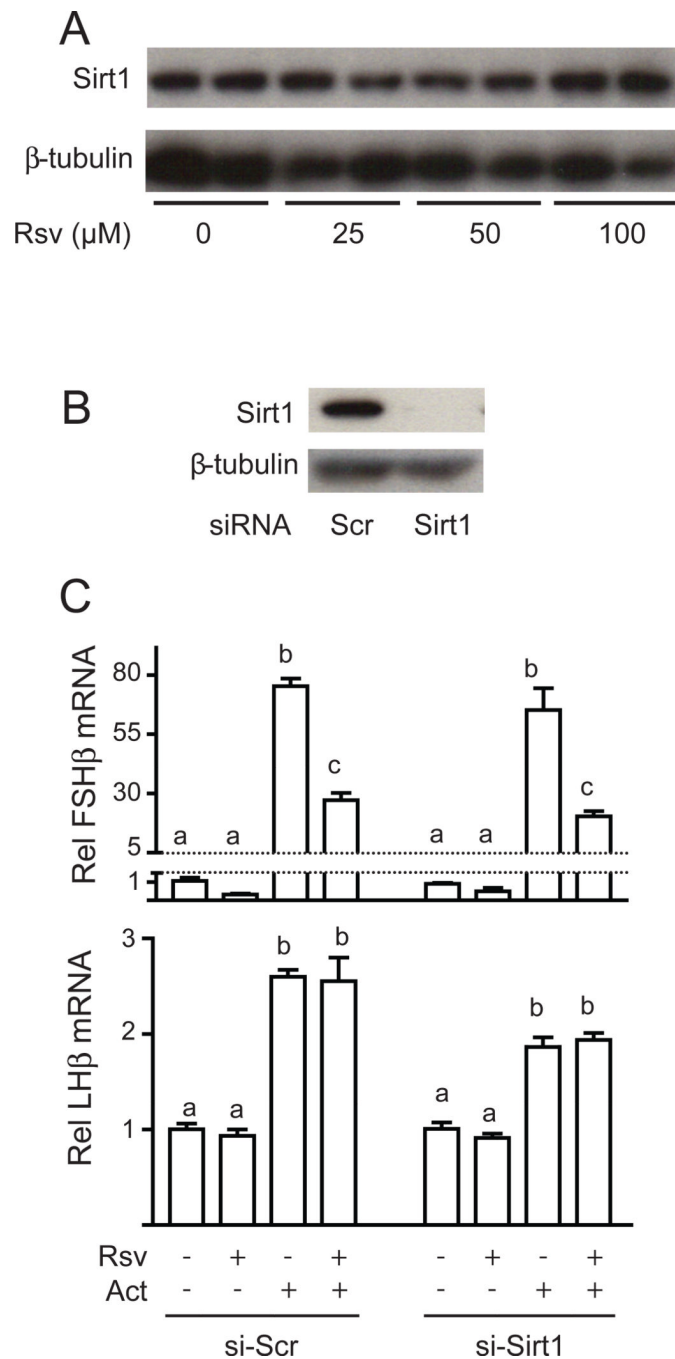 A
Sirt1
β-tubulin
Rsv (μM) 0 25 50 100
B
Sirt1
β-tubulin
siRNA Scr Sirt1
C
Rel FSHβ mRNA
80
55
30
5
1
a a b c a a b c
Rel LHβ mRNA
3
2
1
a a b b a a b b
Rsv - + - + - + - +
Act - - + + - - + +
si-Scr si-Sirt1